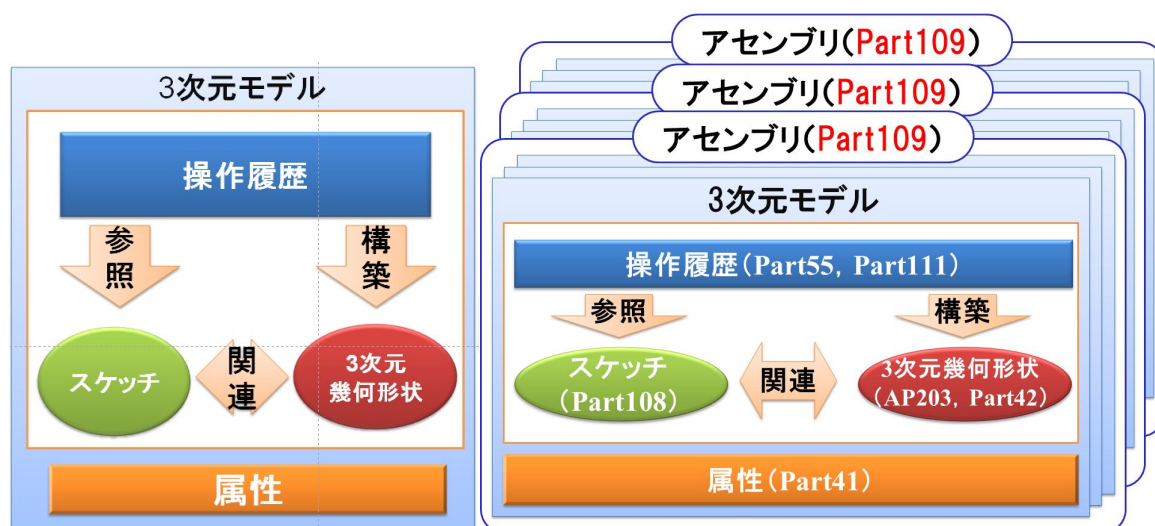 3次元モデル
操作履歴
参
照
構
築
スケッチ
関
連
3次元
幾何形状
属性
アセンブリ(Part109)
アセンブリ(Part109)
アセンブリ(Part109)
3次元モデル
操作履歴(Part55, Part111)
参照
構築
スケッチ
(Part108)
関連
3次元幾何形状
(AP203, Part42)
属性(Part41)